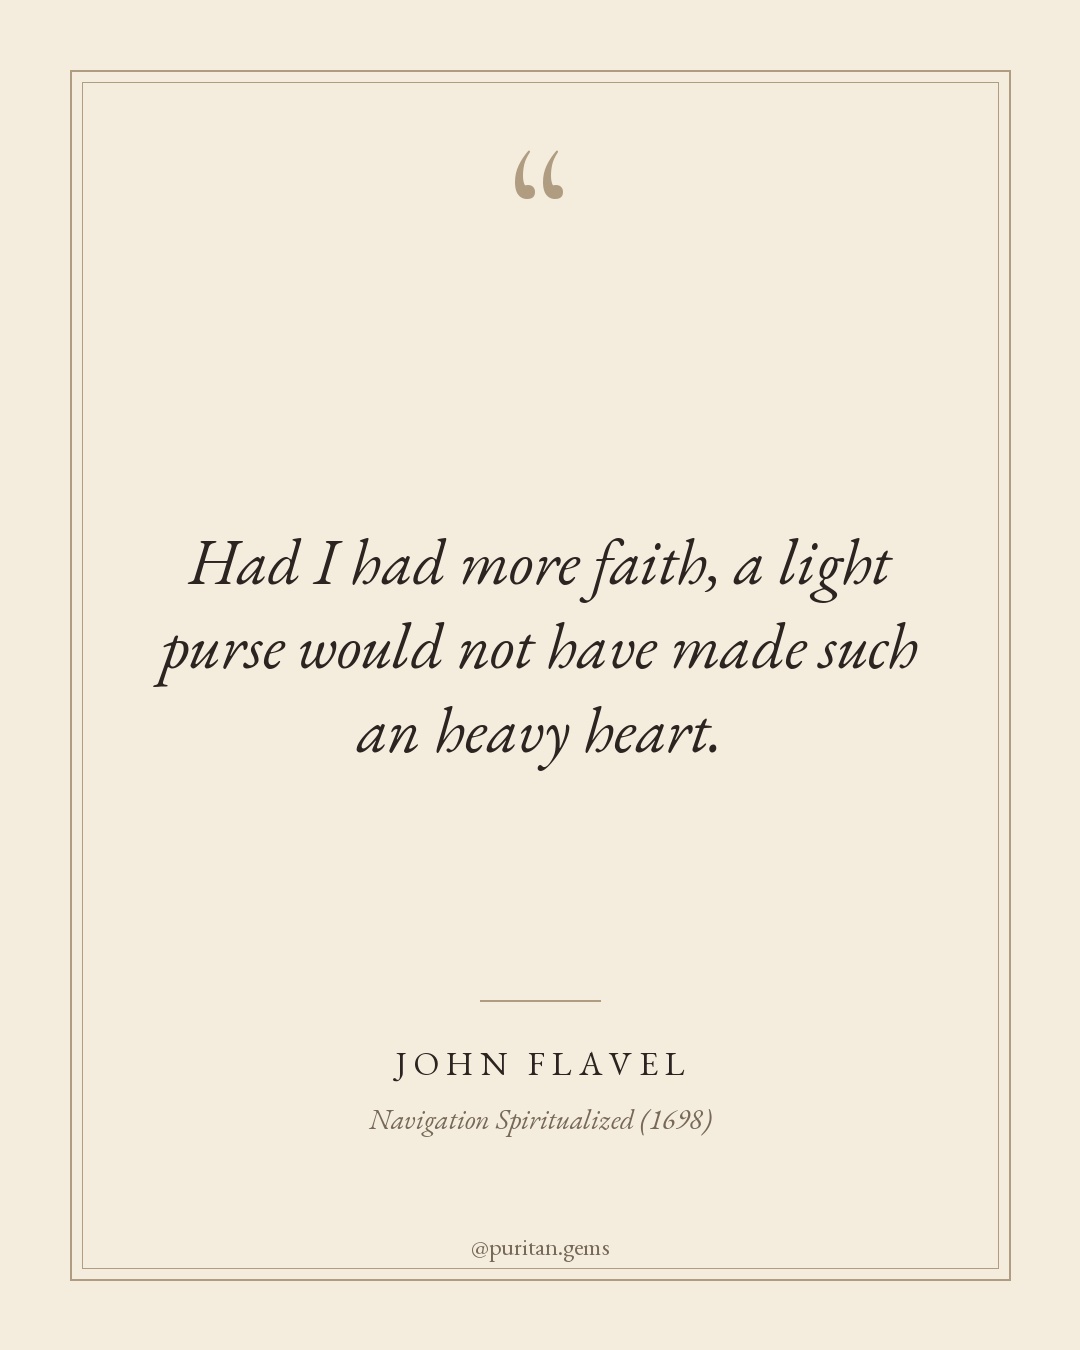 “
Had I had more faith, a light
purse would not have made such
an heavy heart.
JOHN FLAVEL
Navigation Spiritualized (1698)
@puritan.gems